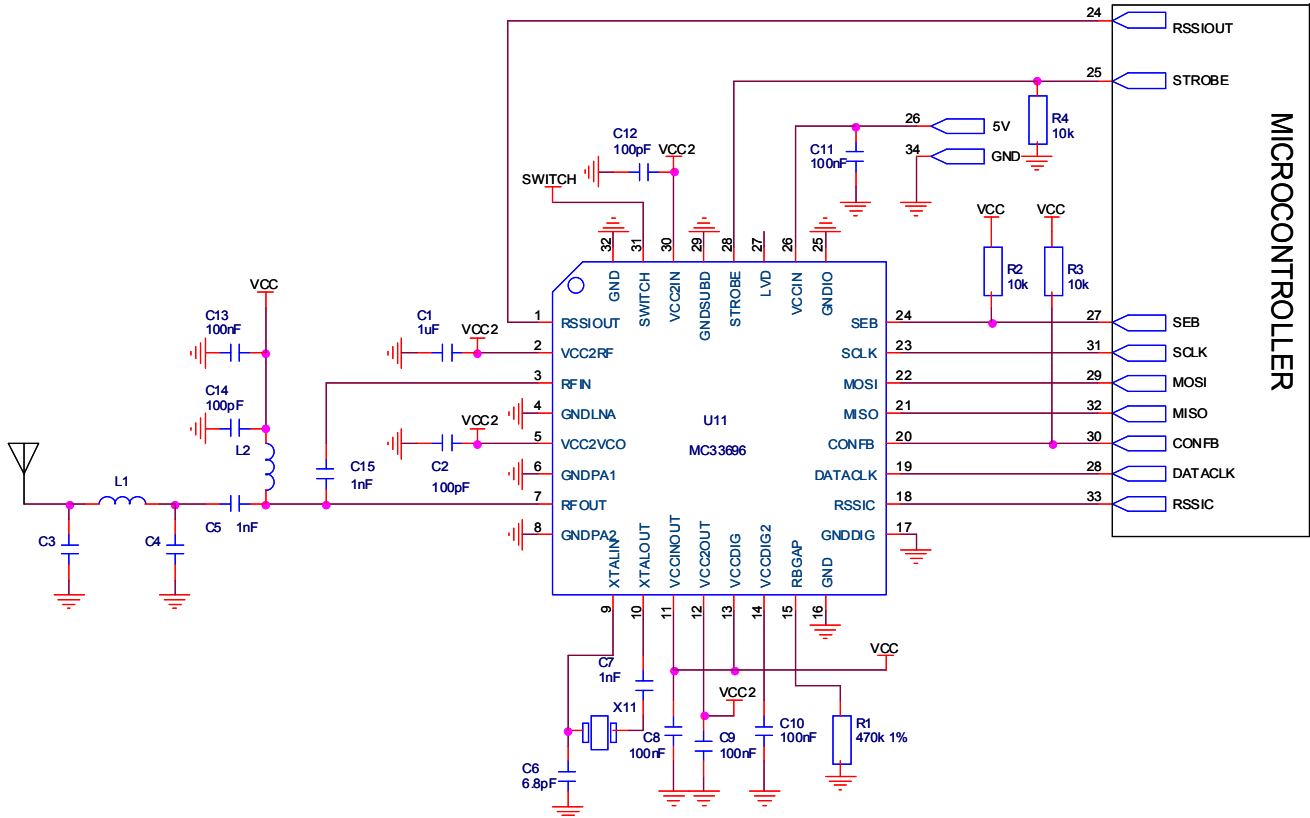 24
RSSIOUT
25
STROBE
R4
10k
MICROCONTROLLER
26
5V
34
GND
C11
100nF
C12
100pF
VCC2
SWITCH
VCC
VCC
R2
10k
R3
10k
32
31
30
29
28
27
26
25
GND
SWITCH
VCC2IN
GNDSUBD
STROBE
LVD
VCCIN
GNDIO
VCC
C13
100nF
C14
100pF
L2
C1
1uF
VCC2
VCC2
C2
100pF
C15
1nF
L1
C5
1nF
C3
C4
1
RSSIOUT
2
VCC2RF
3
RFIN
4
GNDLNA
5
VCC2VCO
6
GNDPA1
7
RFOUT
8
GNDPA2
U11
MC33696
SEB
24
27
SEB
SCLK
23
31
SCLK
MOSI
22
29
MOSI
MISO
21
32
MISO
CONFB
20
30
CONFB
DATACLK
19
28
DATACLK
RSSIC
18
33
RSSIC
GNDDIG
17
XTALIN
XTALOUT
VCCINOUT
VCC2OUT
VCCDIG
VCCDIG2
RBGAP
GND
9
10
11
12
13
14
15
16
C7
1nF
X11
C6
6.8pF
VCC
VCC2
C8
100nF
C9
100nF
C10
100nF
R1
470k 1%